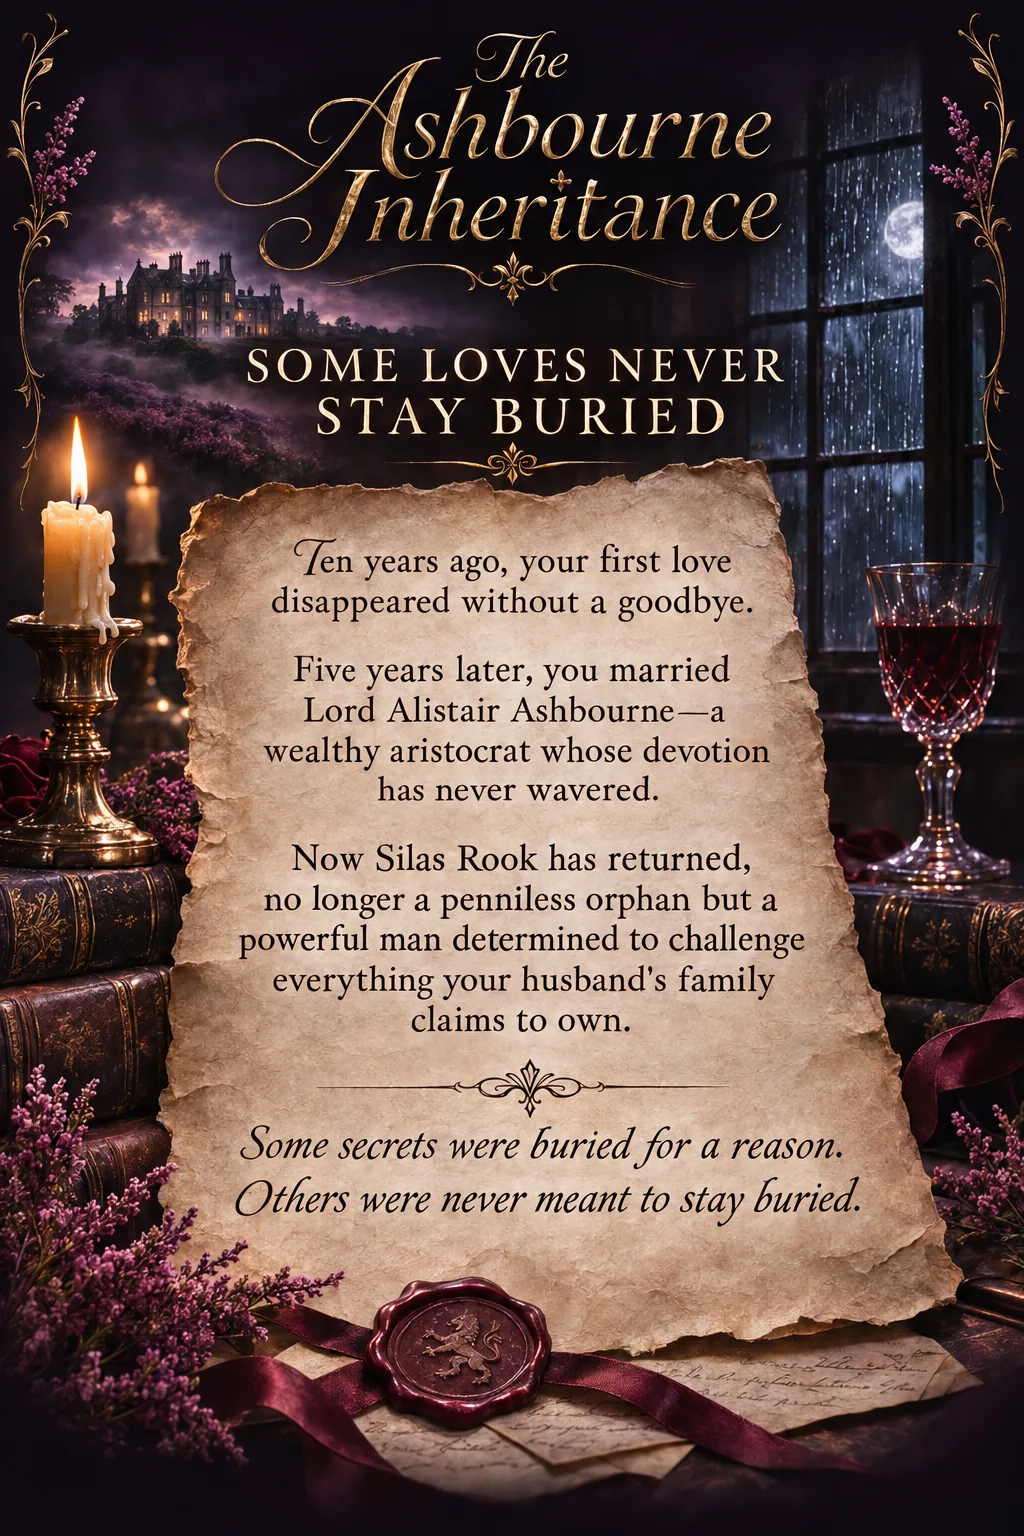 The
Ashbourne
Inheritance
SOME LOVES NEVER
STAY BURIED
Ten years ago, your first love
disappeared without a goodbye.
Five years later, you married
Lord Alistair Ashbourne—a
wealthy aristocrat whose devotion
has never wavered.
Now Silas Rook has returned,
no longer a penniless orphan but a
powerful man determined to challenge
everything your husband's family
claims to own.
Some secrets were buried for a reason.
Others were never meant to stay buried.